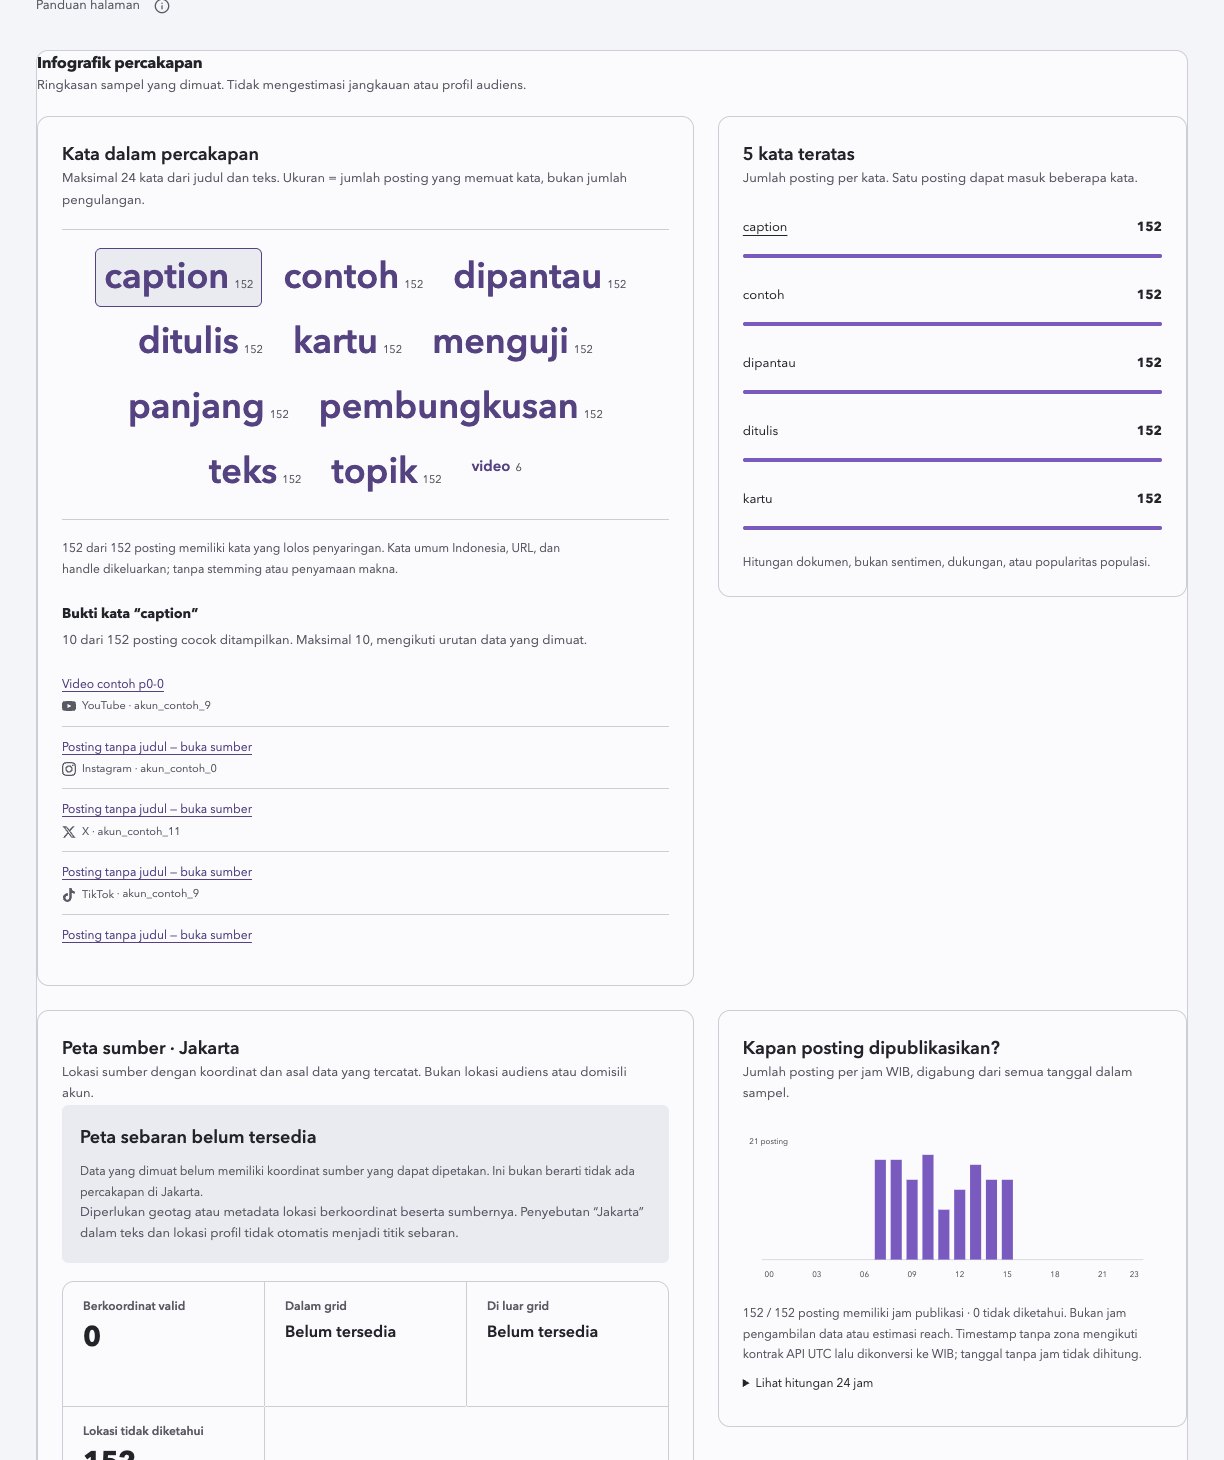 Panduan halaman
Infografik percakapan
Ringkasan sampel yang dimuat. Tidak mengestimasi jangkauan atau profil audiens.
Kata dalam percakapan
Maksimal 24 kata dari judul dan teks. Ukuran = jumlah posting yang memuat kata, bukan jumlah
pengulangan.
caption 152 contoh 152 dipantau 152
ditulis 152 kartu 152 menguji 152
panjang 152 pembungkusan 152
teks 152 topik 152 video 6
152 dari 152 posting memiliki kata yang lolos penyaringan. Kata umum Indonesia, URL, dan
handle dikeluarkan; tanpa stemming atau penyamaan makna.
Bukti kata “caption”
10 dari 152 posting cocok ditampilkan. Maksimal 10, mengikuti urutan data yang dimuat.
Video contoh p0-0
YouTube · akun_contoh_9
Posting tanpa judul — buka sumber
Instagram · akun_contoh_0
Posting tanpa judul — buka sumber
X · akun_contoh_11
Posting tanpa judul — buka sumber
TikTok · akun_contoh_9
Posting tanpa judul — buka sumber
5 kata teratas
Jumlah posting per kata. Satu posting dapat masuk beberapa kata.
caption 152
contoh 152
dipantau 152
ditulis 152
kartu 152
Hitungan dokumen, bukan sentimen, dukungan, atau popularitas populasi.
Peta sumber · Jakarta
Lokasi sumber dengan koordinat dan asal data yang tercatat. Bukan lokasi audiens atau domisili
akun.
Peta sebaran belum tersedia
Data yang dimuat belum memiliki koordinat sumber yang dapat dipetakan. Ini bukan berarti tidak ada
percakapan di Jakarta.
Diperlukan geotag atau metadata lokasi berkoordinat beserta sumbernya. Penyebutan “Jakarta”
dalam teks dan lokasi profil tidak otomatis menjadi titik sebaran.
Berkoordinat valid
0
Dalam grid
Belum tersedia
Di luar grid
Belum tersedia
Lokasi tidak diketahui
152
Kapan posting dipublikasikan?
Jumlah posting per jam WIB, digabung dari semua tanggal dalam
sampel.
21 posting
00 03 06 09 12 15 18 21 23
152 / 152 posting memiliki jam publikasi · 0 tidak diketahui. Bukan jam
pengambilan data atau estimasi reach. Timestamp tanpa zona mengikuti
kontrak API UTC lalu dikonversi ke WIB; tanggal tanpa jam tidak dihitung.
Lihat hitungan 24 jam